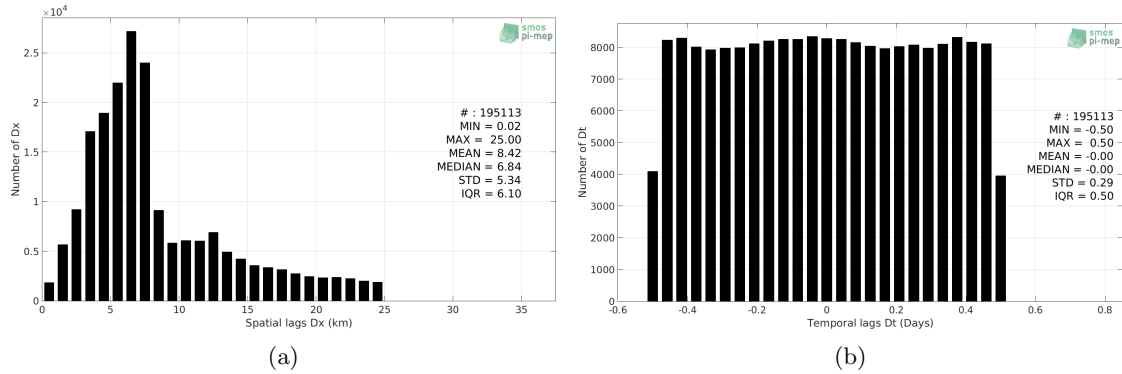 ×10⁴
2.5
2
1.5
1
0.5
0
Number of Dx
smos
pi-mep
# : 195113
MIN = 0.02
MAX = 25.00
MEAN = 8.42
MEDIAN = 6.84
STD = 5.34
IQR = 6.10
0 5 10 15 20 25 30 35
Spatial lags Dx (km)
(a)
8000
7000
6000
5000
4000
3000
2000
1000
0
Number of Dt
smos
pi-mep
# : 195113
MIN = -0.50
MAX = 0.50
MEAN = -0.00
MEDIAN = -0.00
STD = 0.29
IQR = 0.50
-0.6 -0.4 -0.2 0 0.2 0.4 0.6 0.8
Temporal lags Dt (Days)
(b)